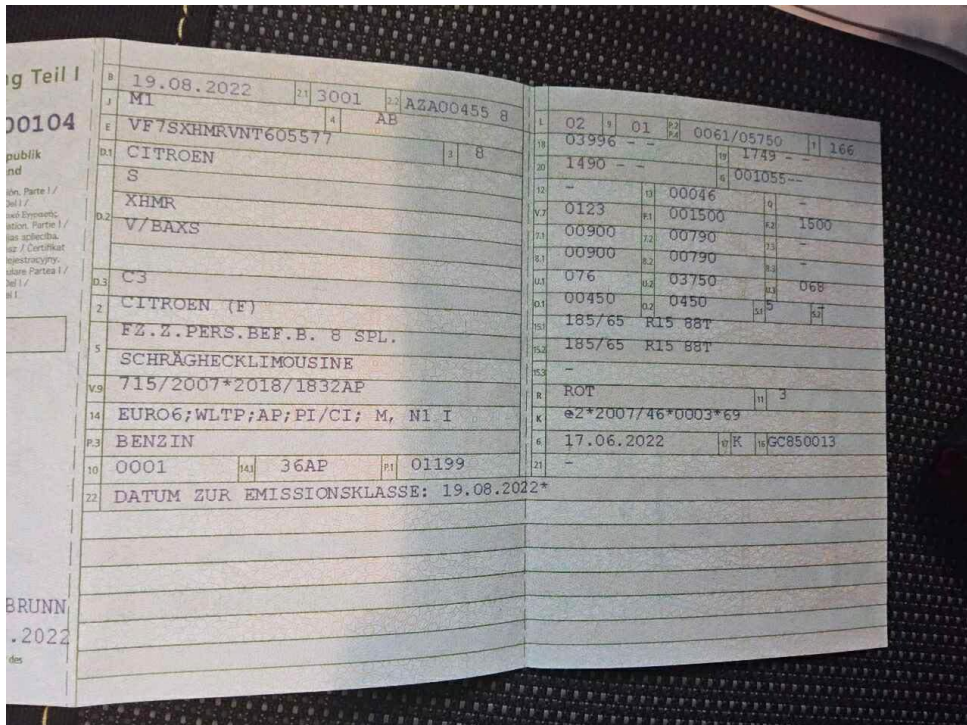 g Teil I
00104
publik
nd
BRUNN
.2022
des
B 19.08.2022 2.1 3001 2.2 AZA00455 8
J M1 4 AB
E VF7SXHMRVNT605577 3 8
D.1 CITROEN
S
D.2 XHMR
V/BAXS
D.3 C3
2 CITROEN (F)
FZ.Z.PERS.BEF.B. 8 SPL.
5 SCHRÄGHECKLIMOUSINE
V.9 715/2007*2018/1832AP
14 EURO6;WLTP;AP;PI/CI; M, N1 I
P.3 BENZIN
10 0001 14.1 36AP P.1 01199
22 DATUM ZUR EMISSIONSKLASSE: 19.08.2022*
L 02 9 01 P.2 P.4 0061/05750 T 166
18 03996 - - 19 1749 - -
20 1490 - - G 001055--
12 - 13 00046 Q -
V.7 0123 F.1 001500 F.2 1500
7.1 00900 7.2 00790 7.3 -
8.1 00900 8.2 00790 8.3 -
U.1 076 U.2 03750 U.3 068
O.1 00450 O.2 0450 S.1 5 S.2
15.1 185/65 R15 88T
15.2 185/65 R15 88T
15.3 -
R ROT 11 3
K e2*2007/46*0003*69
6 17.06.2022 17 K 16 GC850013
21 -